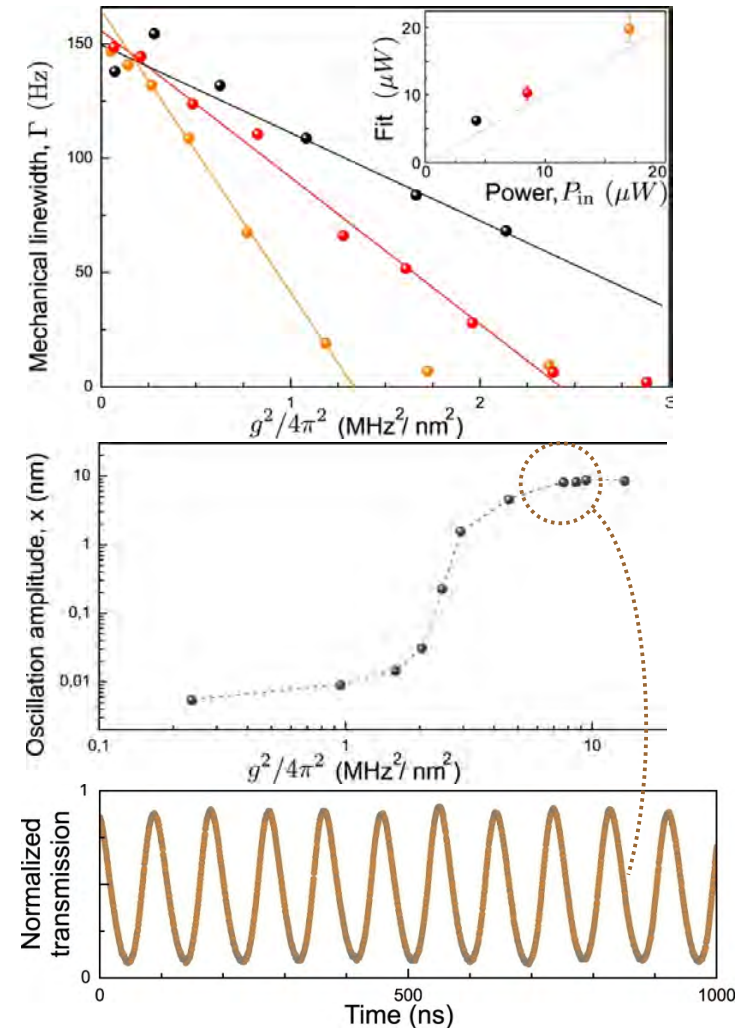 150
100
50
0
Mechanical linewidth, Γ (Hz)
0
1
2
3
g²/4π² (MHz²/ nm²)
20
10
0
Fit (μW)
0
10
20
Power, P_in (μW)
10
1
0,1
0,01
Oscillation amplitude, x (nm)
0,1
1
10
g²/4π² (MHz²/ nm²)
1
0
Normalized
transmission
0
500
1000
Time (ns)